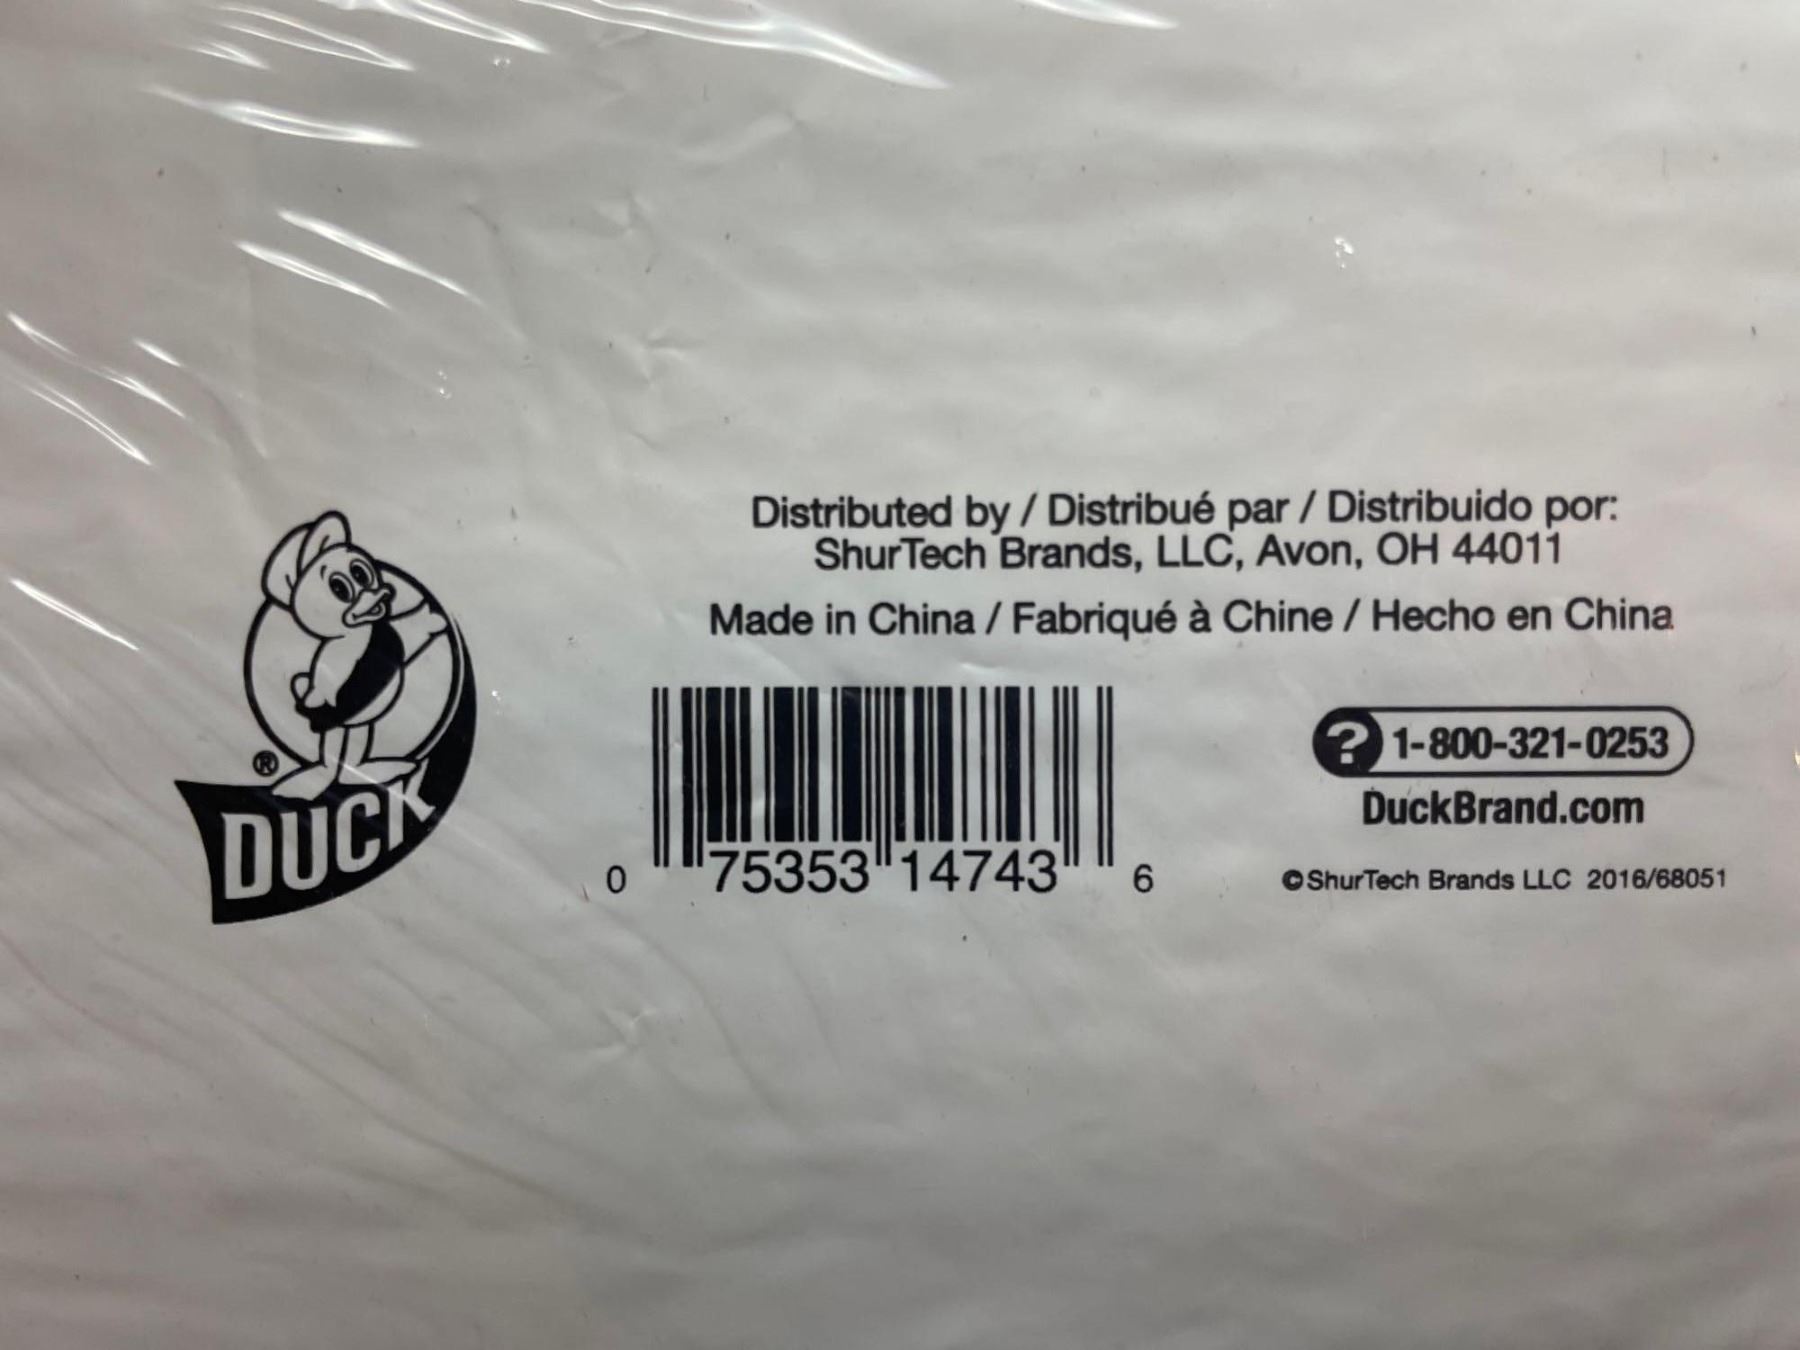 Distributed by / Distribué par / Distribuido por:
ShurTech Brands, LLC, Avon, OH 44011
Made in China / Fabriqué à Chine / Hecho en China
® DUCK
0 75353 14743 6
? 1-800-321-0253
DuckBrand.com
©ShurTech Brands LLC 2016/68051